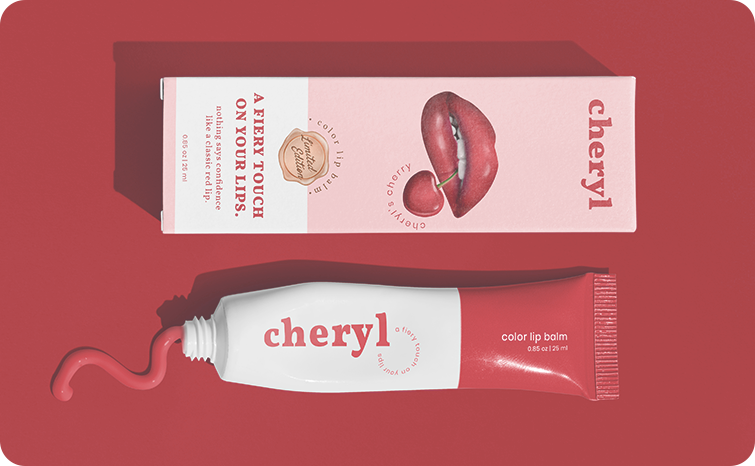 A FIERY TOUCH
ON YOUR LIPS.
nothing says confidence
like a classic red lip.
0.85 oz | 25 ml
• color lip balm •
Limited
Edition
cheryl's cherry
cheryl
cheryl
a fiery touch on your lips
color lip balm
0.85 oz | 25 ml